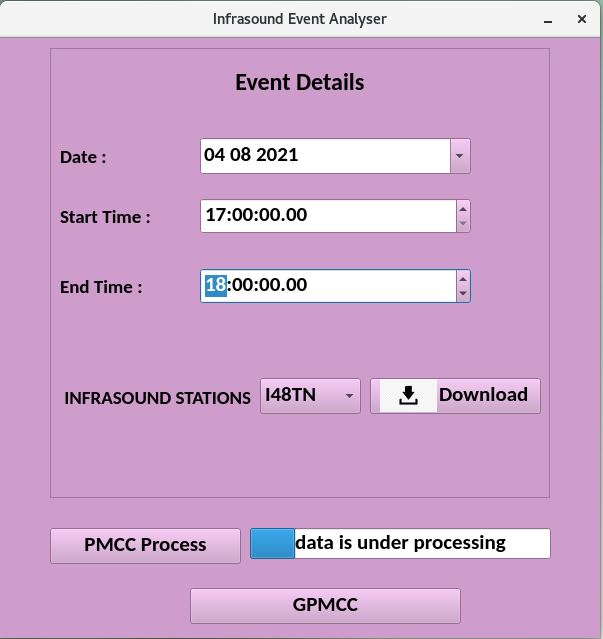 Infrasound Event Analyser
Event Details
Date :
04 08 2021
Start Time :
17:00:00.00
End Time :
18:00:00.00
INFRASOUND STATIONS I48TN Download
PMCC Process data is under processing
GPMCC